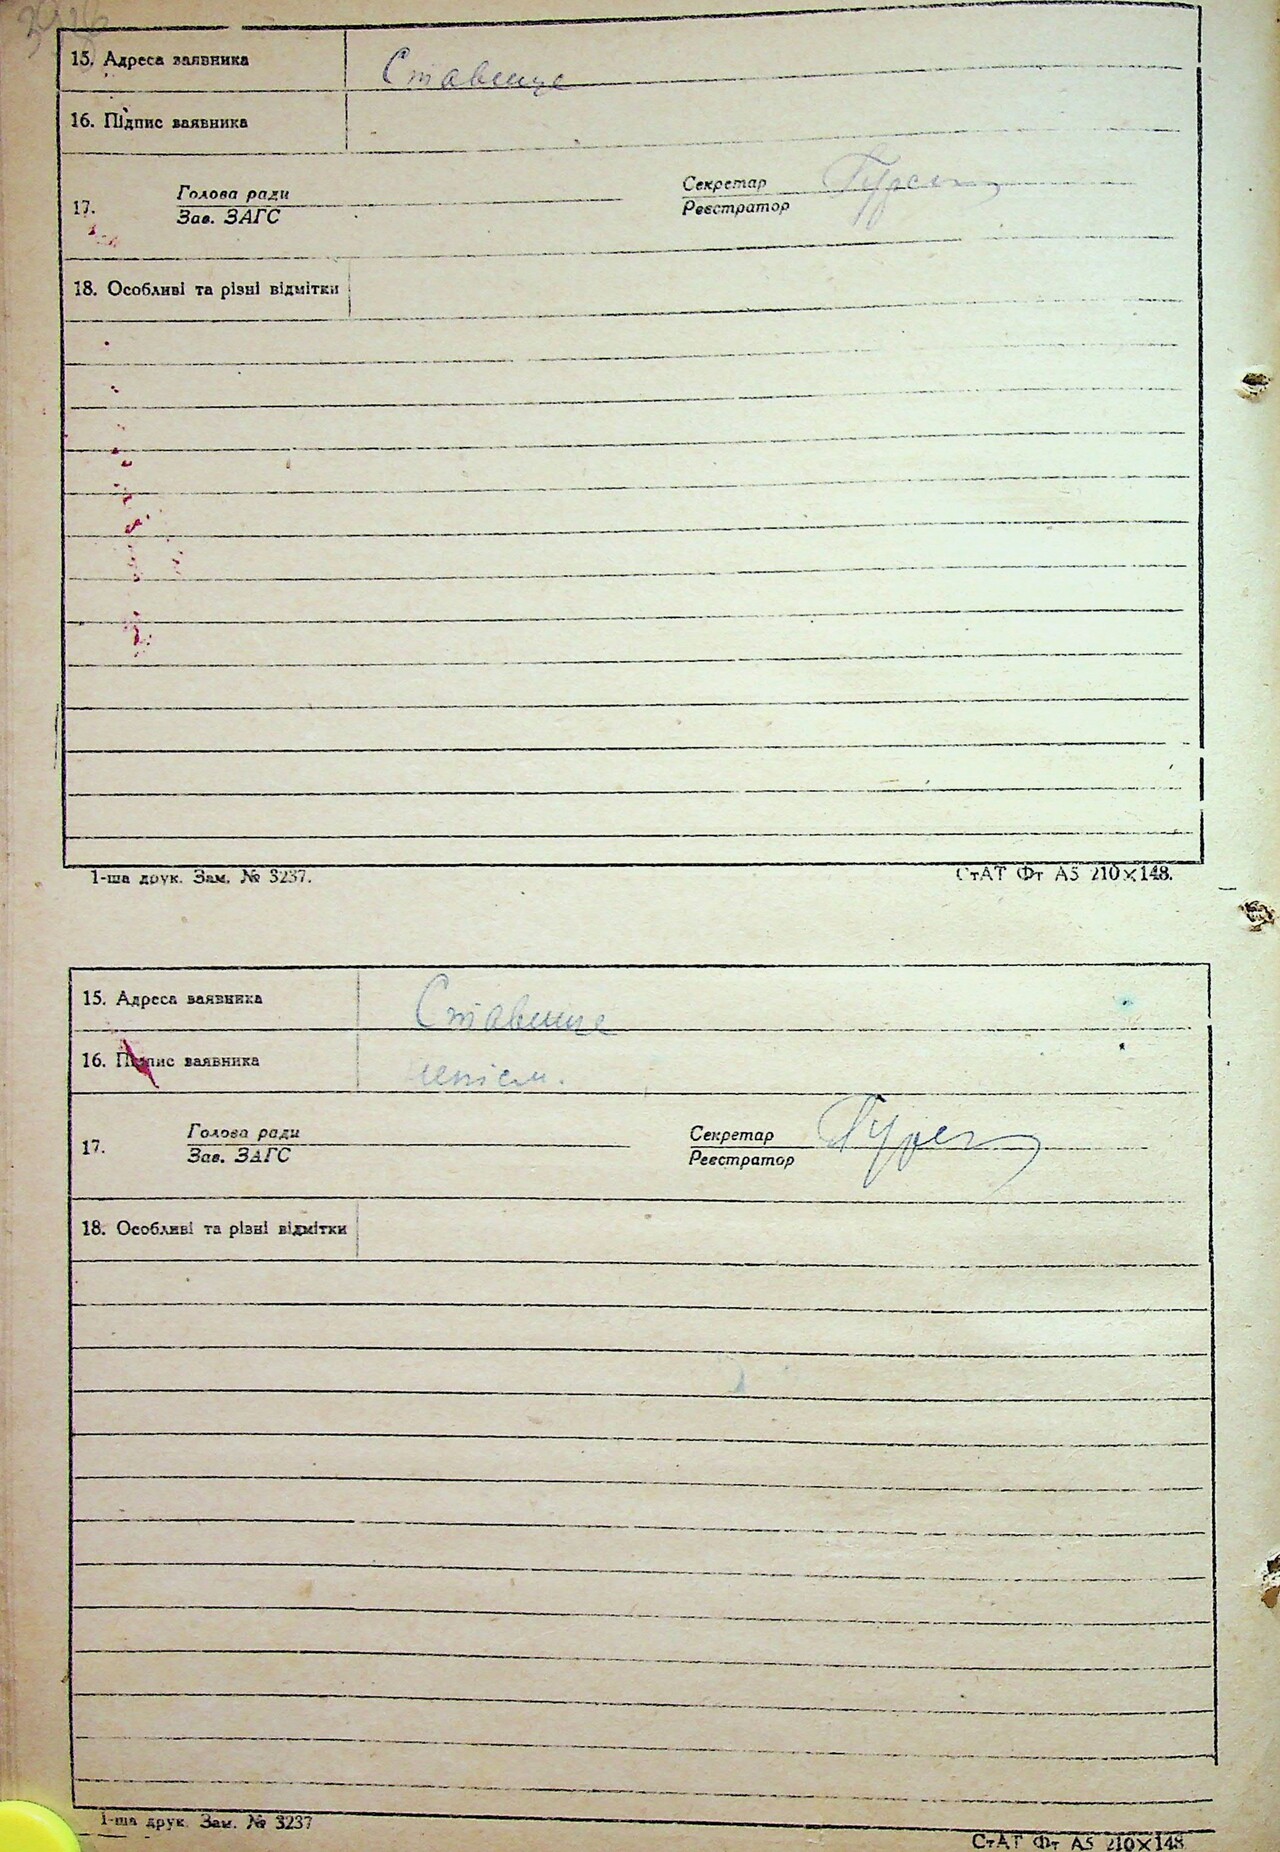 15. Адреса заявника Ставище
16. Підпис заявника
Голова ради Секретар
17.
Зав. ЗАГС Реєстратор
18. Особливі та різні відмітки
1-ша друк. Зам. № 3237. СтАТ Фт А5 210×148.
15. Адреса заявника Ставище
16. Підпис заявника неписм.
Голова ради Секретар
17.
Зав. ЗАГС Реєстратор
18. Особливі та різні відмітки
1-ша друк. Зам. № 3237 СтАТ Фт А5 210×148